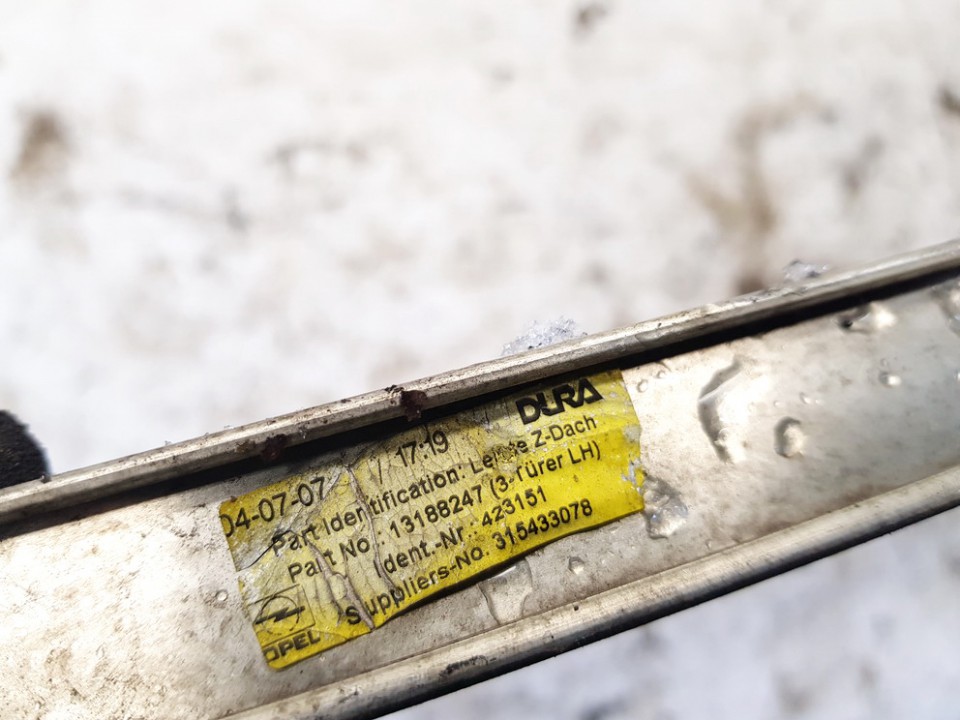 DURA
04-07-07 / 17:19
Part Identification: Leiste Z-Dach
Part No.: 13188247 (3-Türer LH)
Ident.-Nr.: 423151
Suppliers-No. 315433078
OPEL